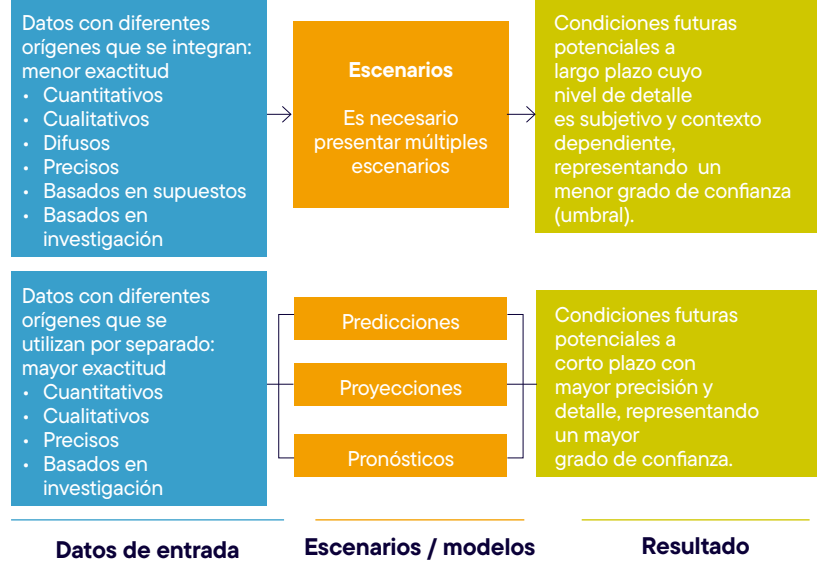 Datos con diferentes
orígenes que se integran:
menor exactitud
• Cuantitativos
• Cualitativos
• Difusos
• Precisos
• Basados en supuestos
• Basados en
investigación
Escenarios
Es necesario
presentar múltiples
escenarios
Condiciones futuras
potenciales a
largo plazo cuyo
nivel de detalle
es subjetivo y contexto
dependiente,
representando un
menor grado de confianza
(umbral).
Datos con diferentes
orígenes que se
utilizan por separado:
mayor exactitud
• Cuantitativos
• Cualitativos
• Precisos
• Basados en
investigación
Predicciones
Proyecciones
Pronósticos
Condiciones futuras
potenciales a
corto plazo con
mayor precisión y
detalle, representando
un mayor
grado de confianza.
Datos de entrada
Escenarios / modelos
Resultado